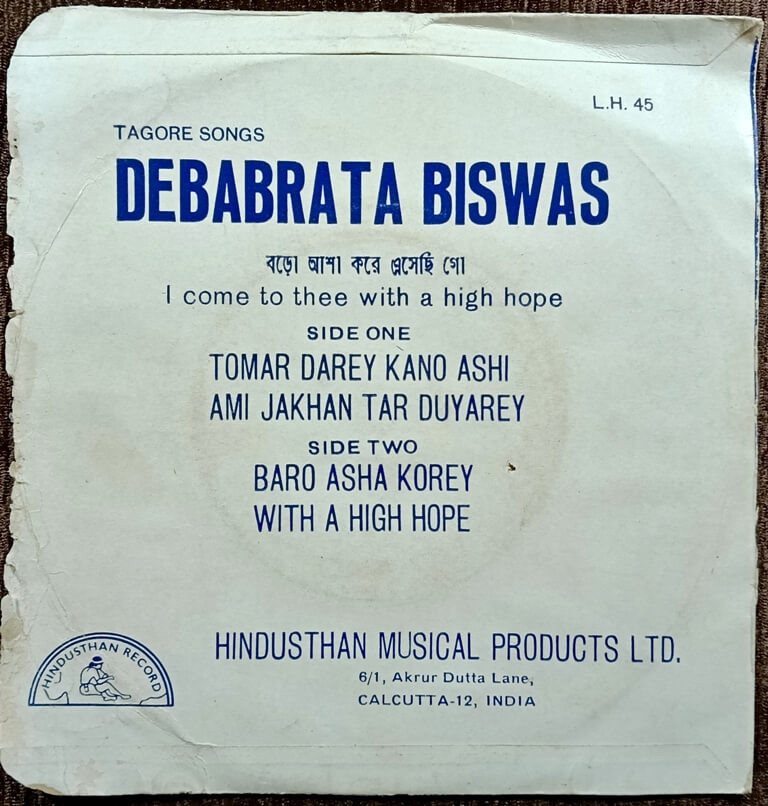 L.H. 45
TAGORE SONGS
DEBABRATA BISWAS
বড়ো আশা করে এসেছি গো
I come to thee with a high hope
SIDE ONE
TOMAR DAREY KANO ASHI
AMI JAKHAN TAR DUYAREY
SIDE TWO
BARO ASHA KOREY
WITH A HIGH HOPE
HINDUSTHAN RECORD
HINDUSTHAN MUSICAL PRODUCTS LTD.
6/1, Akrur Dutta Lane,
CALCUTTA-12, INDIA